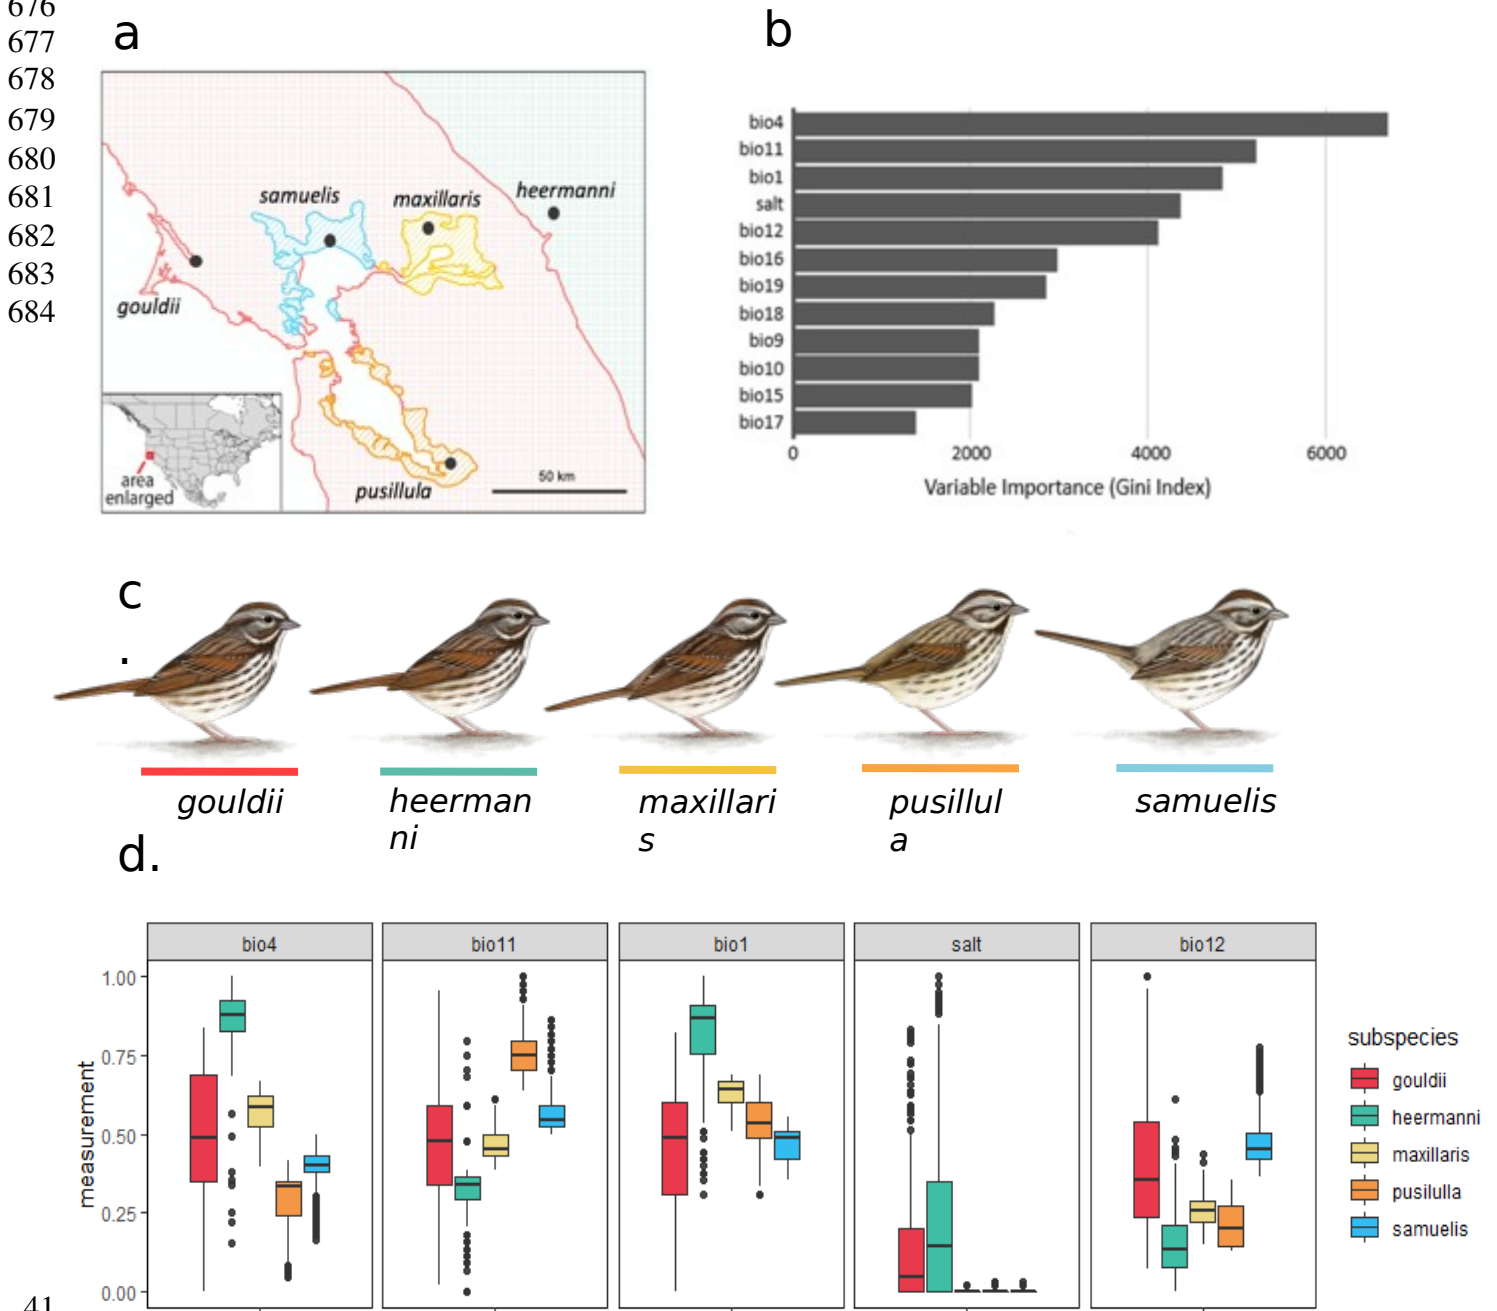 676
677
678
679
680
681
682
683
684
a
samuelis
maxillaris
heermanni
gouldii
pusillula
50 km
area
enlarged
b
bio4
bio11
bio1
salt
bio12
bio16
bio19
bio18
bio9
bio10
bio15
bio17
0 2000 4000 6000
Variable Importance (Gini Index)
c
.
gouldii
heerman
ni
maxillari
s
pusillul
a
samuelis
d.
bio4 bio11 bio1 salt bio12
measurement
1.00
0.75
0.50
0.25
0.00
subspecies
gouldii
heermanni
maxillaris
pusilulla
samuelis
41